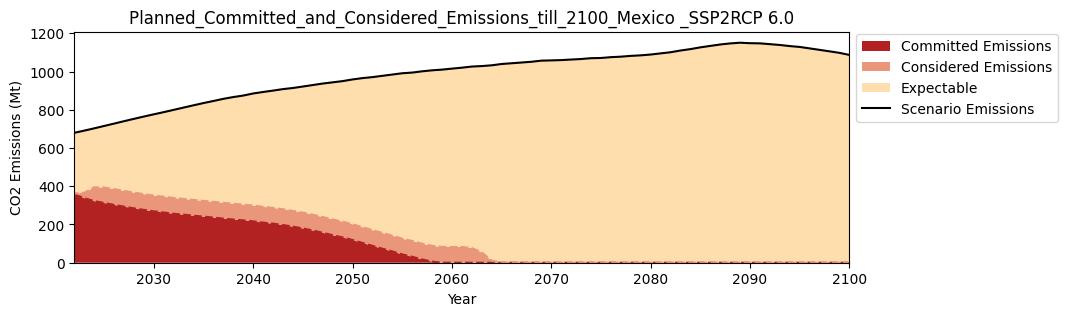 Planned_Committed_and_Considered_Emissions_till_2100_Mexico _SSP2RCP 6.0
CO2 Emissions (Mt)
1200
1000
800
600
400
200
0
2030 2040 2050 2060 2070 2080 2090 2100
Year
Committed Emissions
Considered Emissions
Expectable
Scenario Emissions